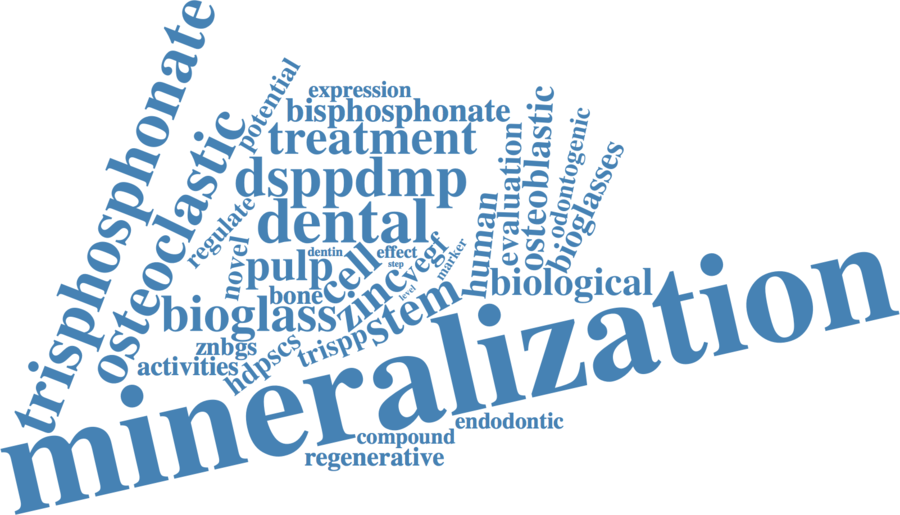 trisphosphonate
osteoclastic
potential
expression
bisphosphonate
treatment
dsppdmp
dental
regulate
novel
dentin
effect
step
pulp
cell
vegf
marker
level
zinc
bone
bioglass
stem
trispp
znbgs
activities
hdpscs
human
evaluation
osteoblastic
odontogenic
bioglasses
biological
mineralization
endodontic
compound
regenerative